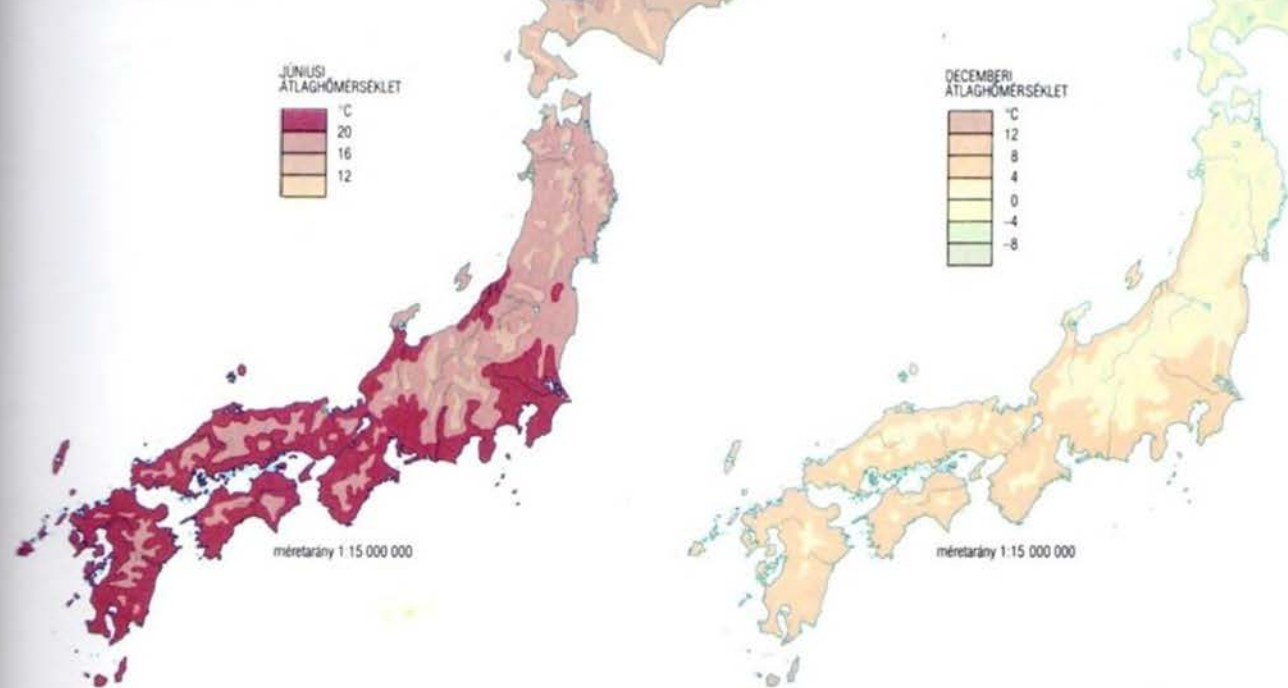 JÚNIUSI
ÁTLAGHŐMÉRSÉKLET
°C
20
16
12
méretarány 1:15 000 000
DECEMBERI
ÁTLAGHŐMÉRSÉKLET
°C
12
8
4
0
-4
-8
méretarány 1:15 000 000